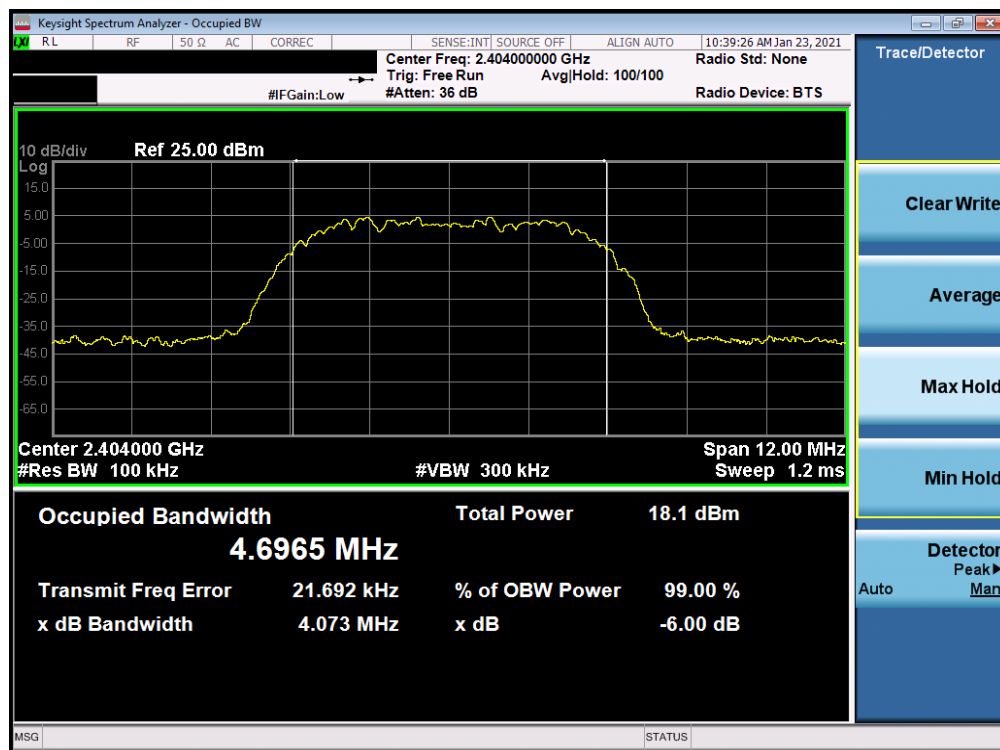 Keysight Spectrum Analyzer - Occupied BW
LXI RL RF 50 Ω AC CORREC SENSE:INT SOURCE OFF ALIGN AUTO 10:39:26 AM Jan 23, 2021
Center Freq: 2.404000000 GHz Radio Std: None
Trig: Free Run Avg|Hold: 100/100
#IFGain:Low #Atten: 36 dB Radio Device: BTS
10 dB/div Ref 25.00 dBm
Log
15.0
5.00
-5.00
-15.0
-25.0
-35.0
-45.0
-55.0
-65.0
Center 2.404000 GHz Span 12.00 MHz
#Res BW 100 kHz #VBW 300 kHz Sweep 1.2 ms
Occupied Bandwidth Total Power 18.1 dBm
4.6965 MHz
Transmit Freq Error 21.692 kHz % of OBW Power 99.00 %
x dB Bandwidth 4.073 MHz x dB -6.00 dB
Trace/Detector
Clear Write
Average
Max Hold
Min Hold
Detector
Peak▶
Auto Man
MSG STATUS